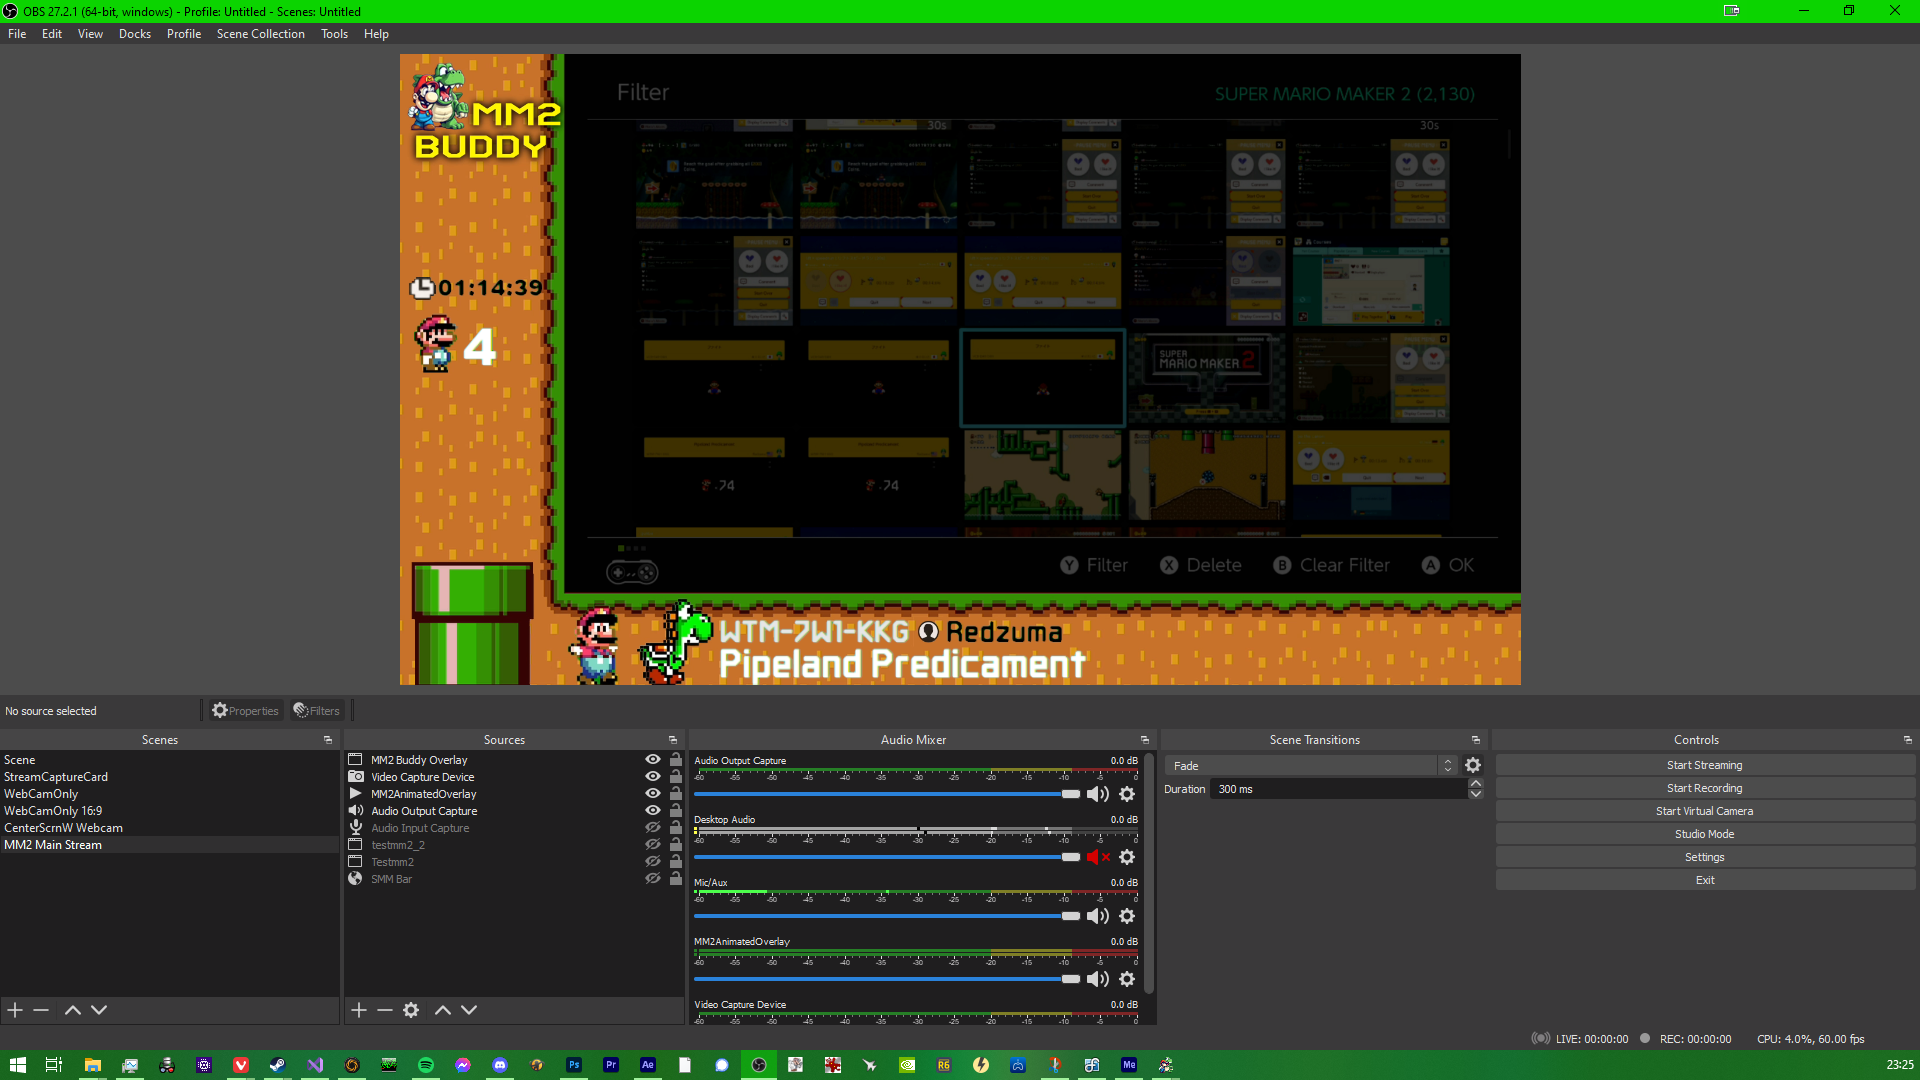 OBS 27.2.1 (64-bit, windows) - Profile: Untitled - Scenes: Untitled
File Edit View Docks Profile Scene Collection Tools Help
MM2
BUDDY
Filter
SUPER MARIO MAKER 2 (2,130)
30s
30s
01:14:39
4
SUPER
MARIO MAKER 2
74
74
Y Filter X Delete B Clear Filter A OK
WTM-7W1-KKG Redzuma
Pipeland Predicament
No source selected
Properties
Filters
Scenes
Scene
StreamCaptureCard
WebCamOnly
WebCamOnly 16:9
CenterScrnW Webcam
MM2 Main Stream
Sources
MM2 Buddy Overlay
Video Capture Device
MM2AnimatedOverlay
Audio Output Capture
Audio Input Capture
testmm2_2
Testmm2
SMM Bar
Audio Mixer
Audio Output Capture 0.0 dB
-60 -55 -50 -45 -40 -35 -30 -25 -20 -15 -10 -5 0
Desktop Audio 0.0 dB
-60 -55 -50 -45 -40 -35 -30 -25 -20 -15 -10 -5 0
Mic/Aux 0.0 dB
-60 -55 -50 -45 -40 -35 -30 -25 -20 -15 -10 -5 0
MM2AnimatedOverlay 0.0 dB
-60 -55 -50 -45 -40 -35 -30 -25 -20 -15 -10 -5 0
Video Capture Device 0.0 dB
-60 -55 -50 -45 -40 -35 -30 -25 -20 -15 -10 -5 0
Scene Transitions
Fade
Duration 300 ms
Controls
Start Streaming
Start Recording
Start Virtual Camera
Studio Mode
Settings
Exit
LIVE: 00:00:00 REC: 00:00:00 CPU: 4.0%, 60.00 fps
Ps Pr Ae R6 Me
23:25